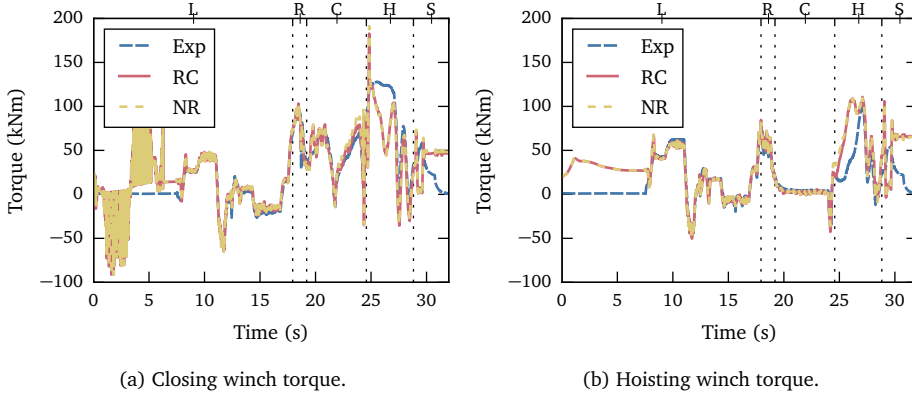 L R C H S
200
150
100
50
0
−50
−100
Torque (kNm)
Exp
RC
NR
0 5 10 15 20 25 30
Time (s)
(a) Closing winch torque.
L R C H S
200
150
100
50
0
−50
−100
Torque (kNm)
Exp
RC
NR
0 5 10 15 20 25 30
Time (s)
(b) Hoisting winch torque.